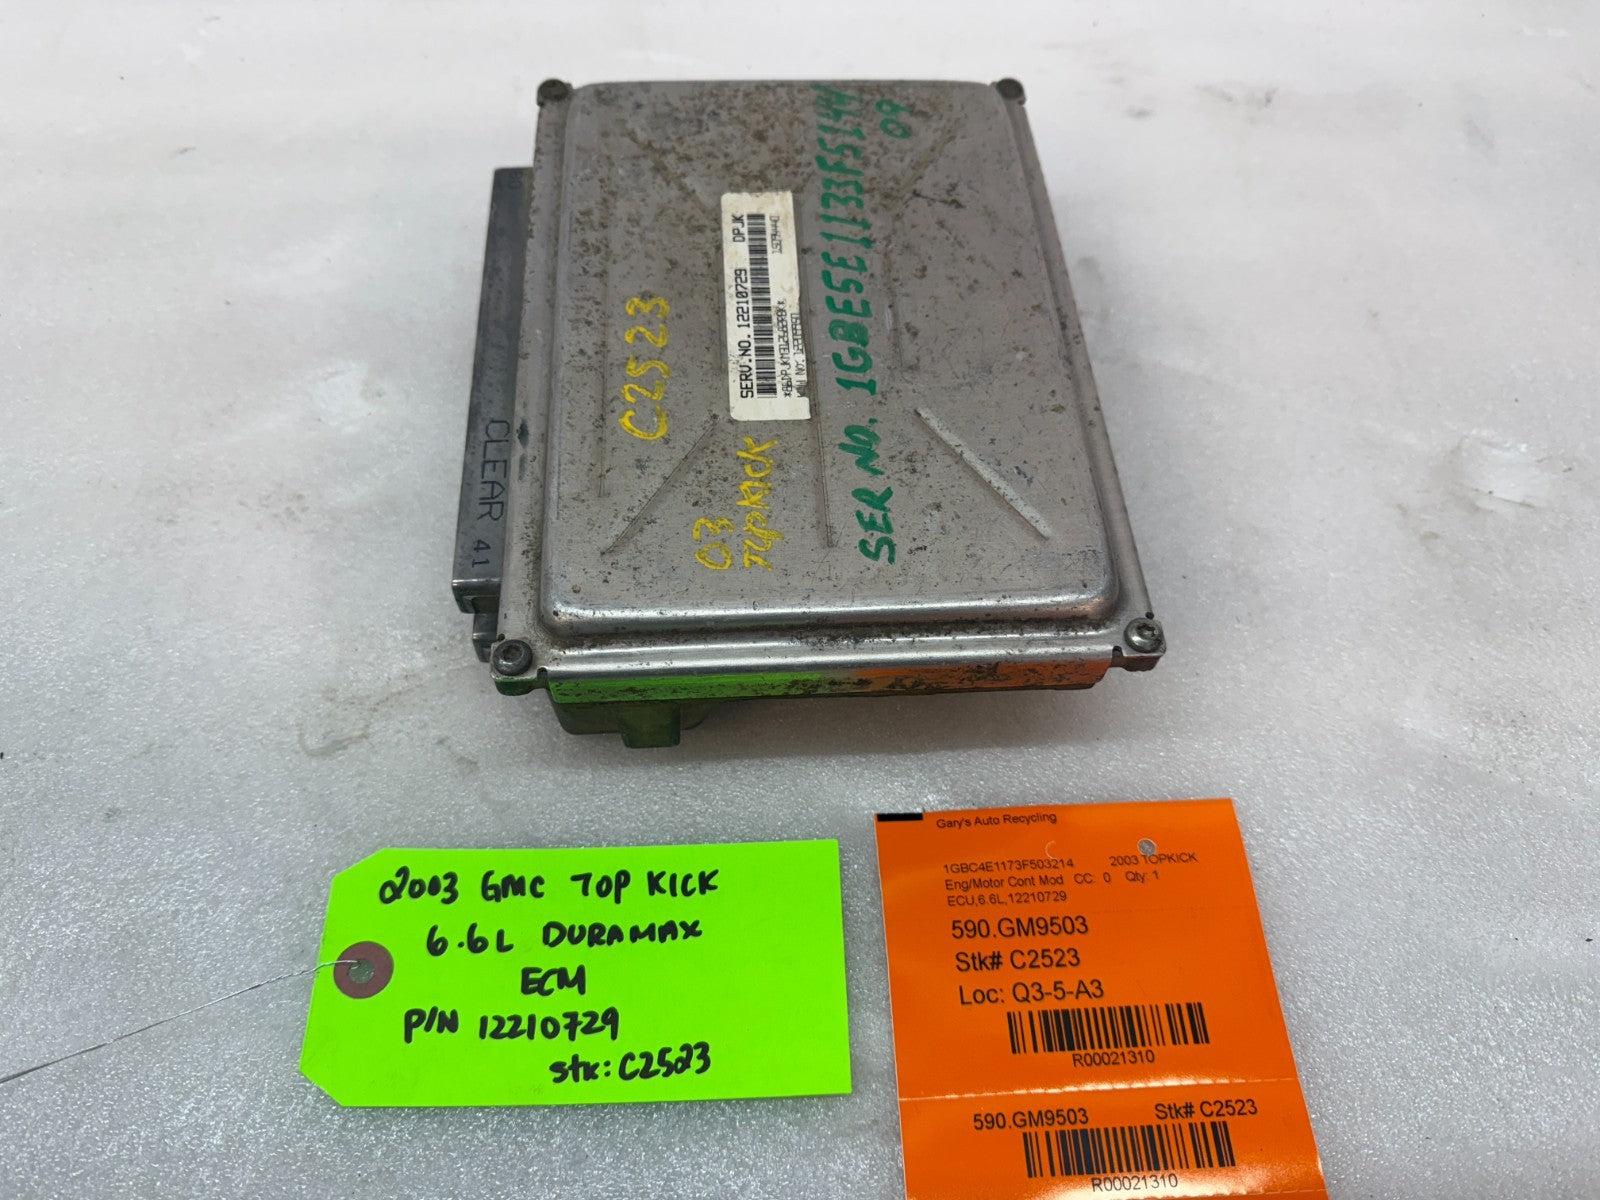 CLEAR 41
C2523
03
TOPKICK
SERV.NO. 12210729 DPJK
SER NO. 1GBE5E1133F5144
09
2003 GMC TOP KICK
6.6L DURAMAX
ECM
P/N 12210729
stk: C2523
Gary's Auto Recycling
1GBC4E1173F503214 2003 TOPKICK
Eng/Motor Cont Mod CC: 0 Qty: 1
ECU,6.6L,12210729
590.GM9503
Stk# C2523
Loc: Q3-5-A3
R00021310
590.GM9503 Stk# C2523
R00021310